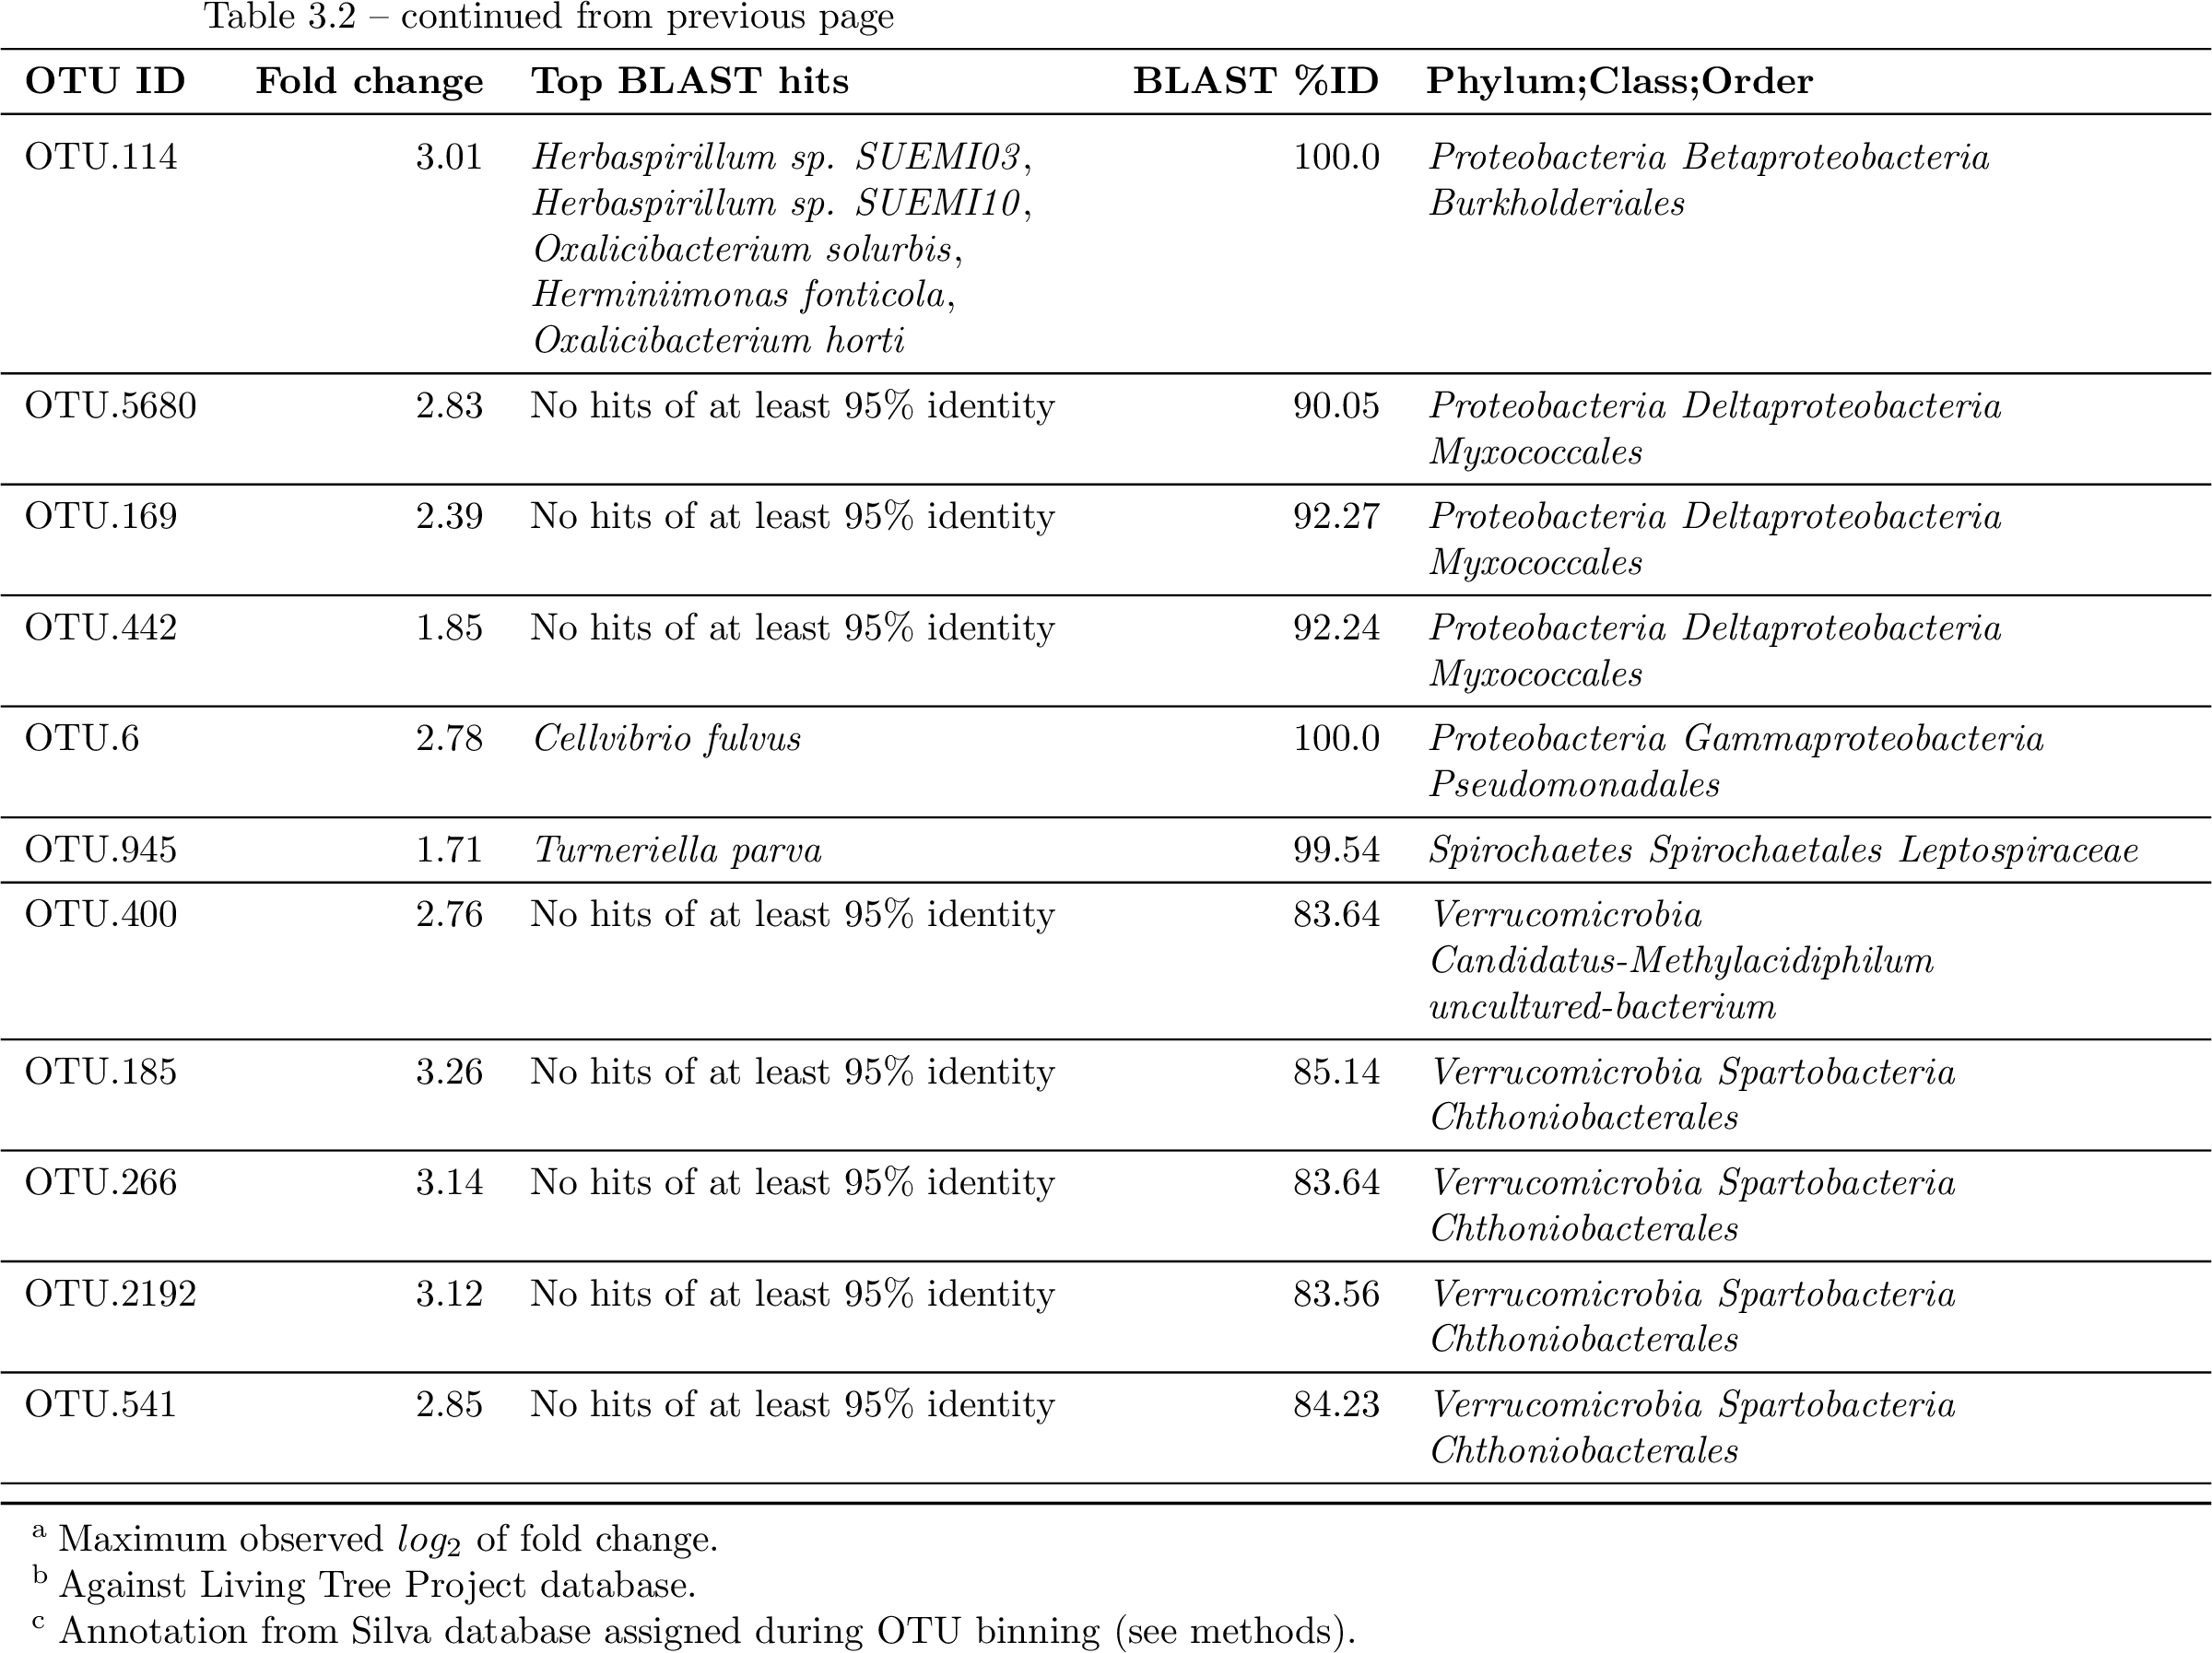 Table 3.2 – continued from previous page
OTU ID Fold change Top BLAST hits BLAST %ID Phylum;Class;Order
OTU.114 3.01 Herbaspirillum sp. SUEMI03, 100.0 Proteobacteria Betaproteobacteria
Herbaspirillum sp. SUEMI10, Burkholderiales
Oxalicibacterium solurbis,
Herminiimonas fonticola,
Oxalicibacterium horti
OTU.5680 2.83 No hits of at least 95% identity 90.05 Proteobacteria Deltaproteobacteria
Myxococcales
OTU.169 2.39 No hits of at least 95% identity 92.27 Proteobacteria Deltaproteobacteria
Myxococcales
OTU.442 1.85 No hits of at least 95% identity 92.24 Proteobacteria Deltaproteobacteria
Myxococcales
OTU.6 2.78 Cellvibrio fulvus 100.0 Proteobacteria Gammaproteobacteria
Pseudomonadales
OTU.945 1.71 Turneriella parva 99.54 Spirochaetes Spirochaetales Leptospiraceae
OTU.400 2.76 No hits of at least 95% identity 83.64 Verrucomicrobia
Candidatus-Methylacidiphilum
uncultured-bacterium
OTU.185 3.26 No hits of at least 95% identity 85.14 Verrucomicrobia Spartobacteria
Chthoniobacterales
OTU.266 3.14 No hits of at least 95% identity 83.64 Verrucomicrobia Spartobacteria
Chthoniobacterales
OTU.2192 3.12 No hits of at least 95% identity 83.56 Verrucomicrobia Spartobacteria
Chthoniobacterales
OTU.541 2.85 No hits of at least 95% identity 84.23 Verrucomicrobia Spartobacteria
Chthoniobacterales
a Maximum observed log2 of fold change.
b Against Living Tree Project database.
c Annotation from Silva database assigned during OTU binning (see methods).